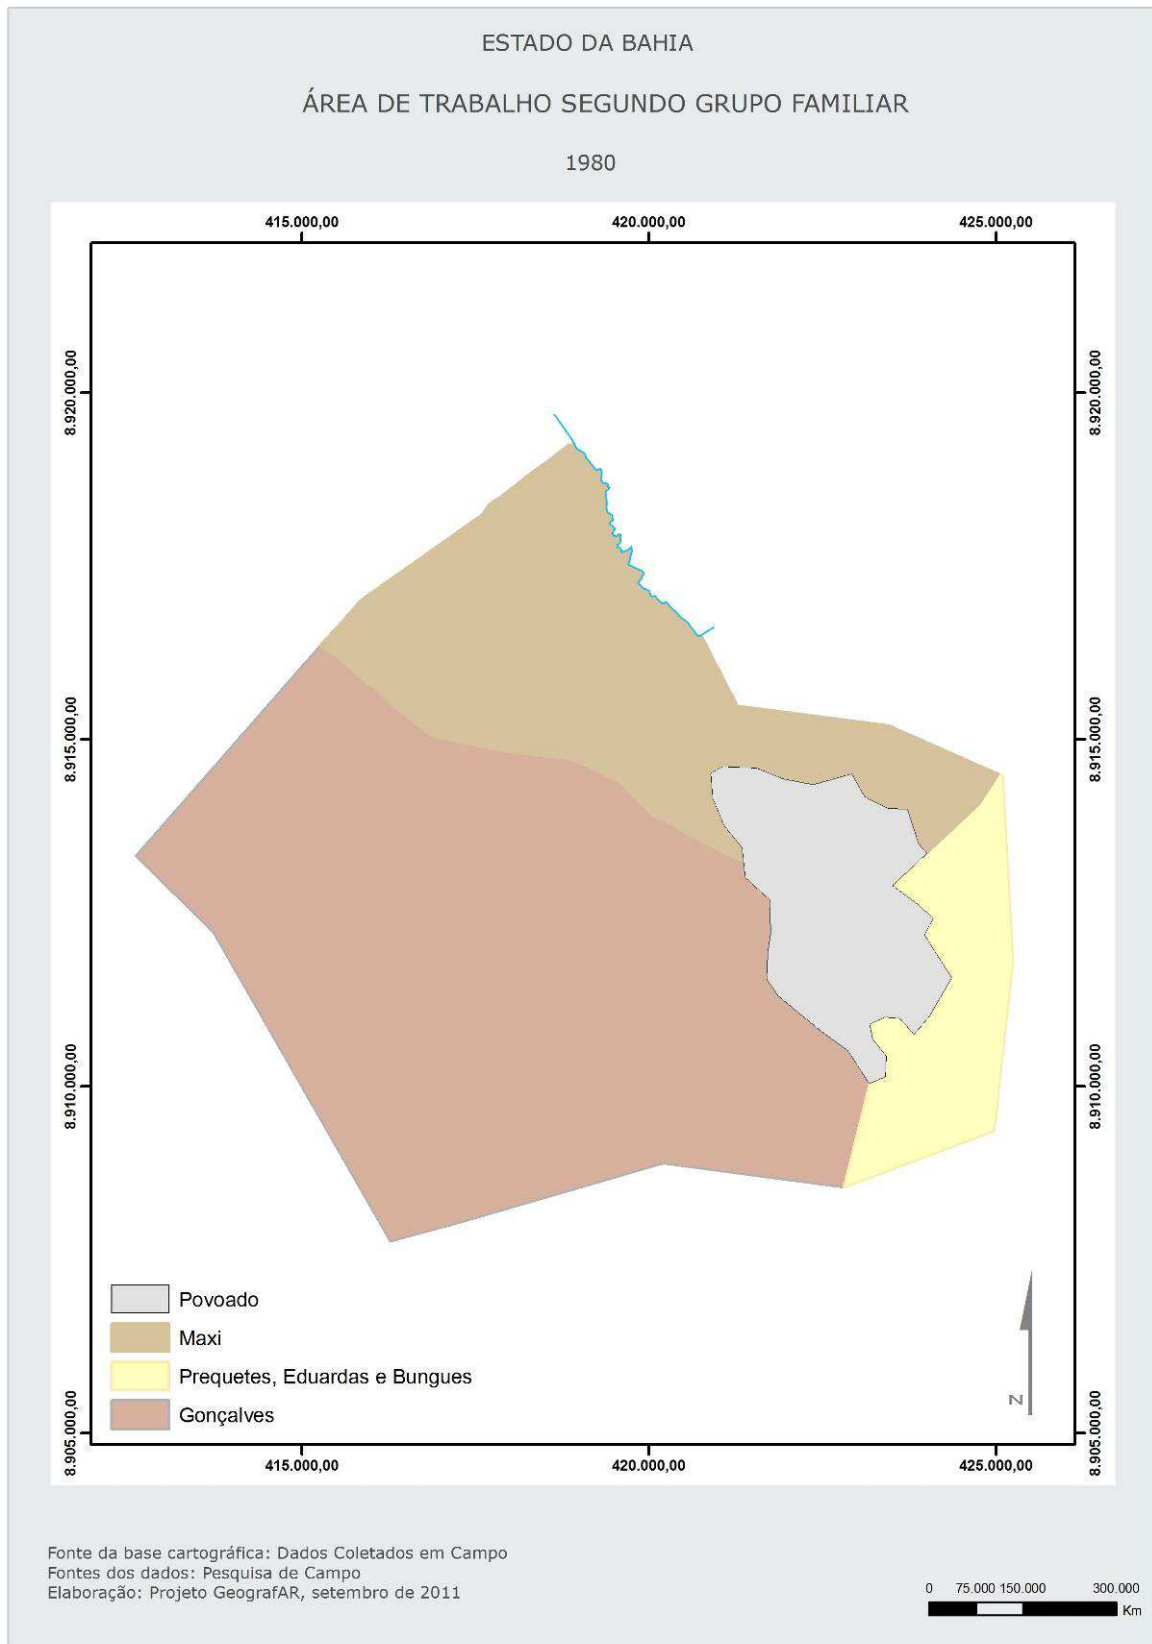 ESTADO DA BAHIA
ÁREA DE TRABALHO SEGUNDO GRUPO FAMILIAR
1980
415.000,00
420.000,00
425.000,00
8.920.000,00
8.920.000,00
8.915.000,00
8.915.000,00
8.910.000,00
8.910.000,00
8.905.000,00
8.905.000,00
Povoado
Maxi
Prequetes, Eduardas e Bungues
Gonçalves
N
415.000,00
420.000,00
425.000,00
Fonte da base cartográfica: Dados Coletados em Campo
Fontes dos dados: Pesquisa de Campo
Elaboração: Projeto GeografAR, setembro de 2011
0 75.000 150.000 300.000
Km